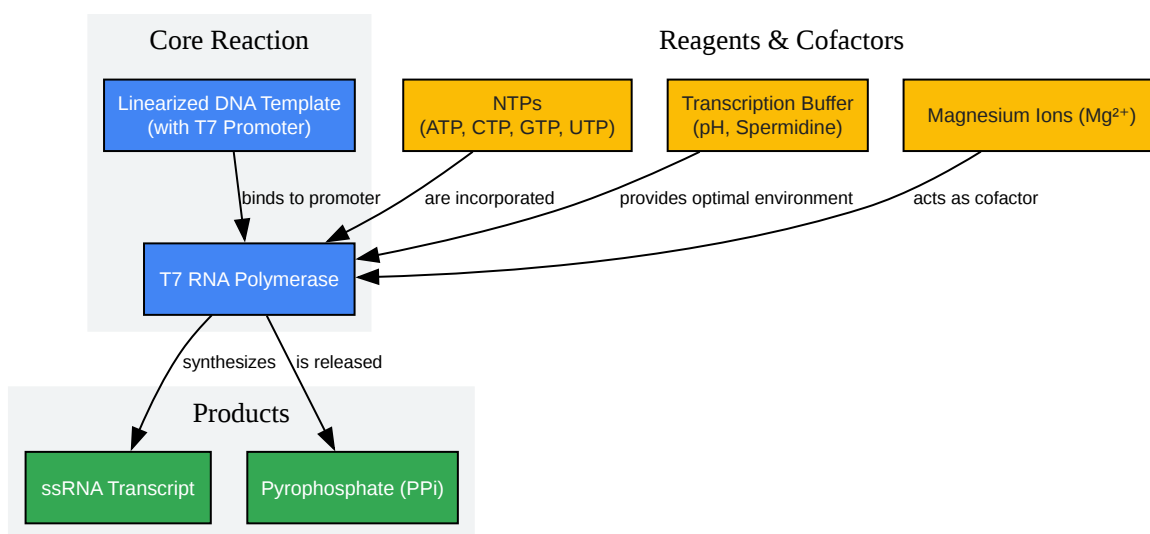 Core Reaction
Reagents & Cofactors
Linearized DNA Template
(with T7 Promoter)
NTPs
(ATP, CTP, GTP, UTP)
Transcription Buffer
(pH, Spermidine)
Magnesium Ions (Mg²⁺)
binds to promoter
are incorporated
provides optimal environment
acts as cofactor
T7 RNA Polymerase
synthesizes
is released
Products
ssRNA Transcript
Pyrophosphate (PPi)